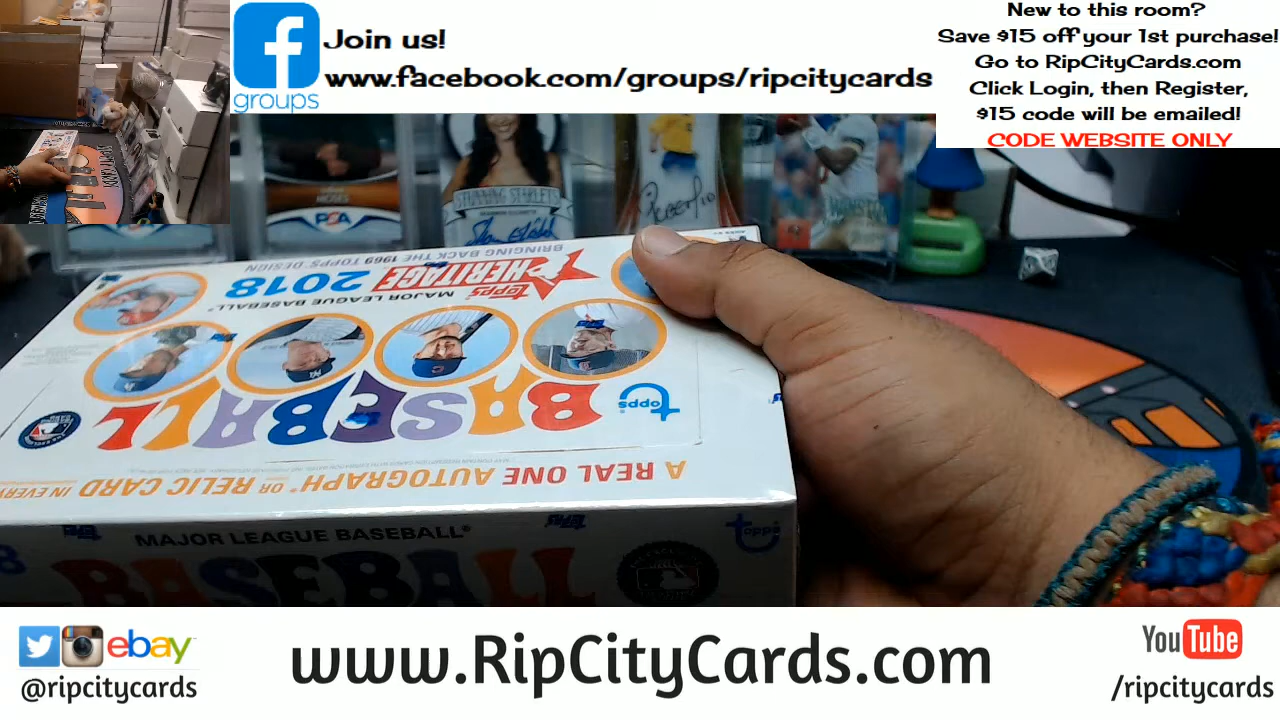 Join us!
www.facebook.com/groups/ripcitycards
groups
New to this room?
Save $15 off your 1st purchase!
Go to RipCityCards.com
Click Login, then Register,
$15 code will be emailed!
CODE WEBSITE ONLY
PSA
STUNNING STARLETS
BRINGING BACK THE 1969 TOPPS DESIGN
topps HERITAGE 2018
MAJOR LEAGUE BASEBALL®
topps BASEBALL
A REAL ONE AUTOGRAPH OR RELIC CARD* IN EVERY
MAJOR LEAGUE BASEBALL®
topps
BASEBALL
ebay
@ripcitycards
www.RipCityCards.com
YouTube
/ripcitycards